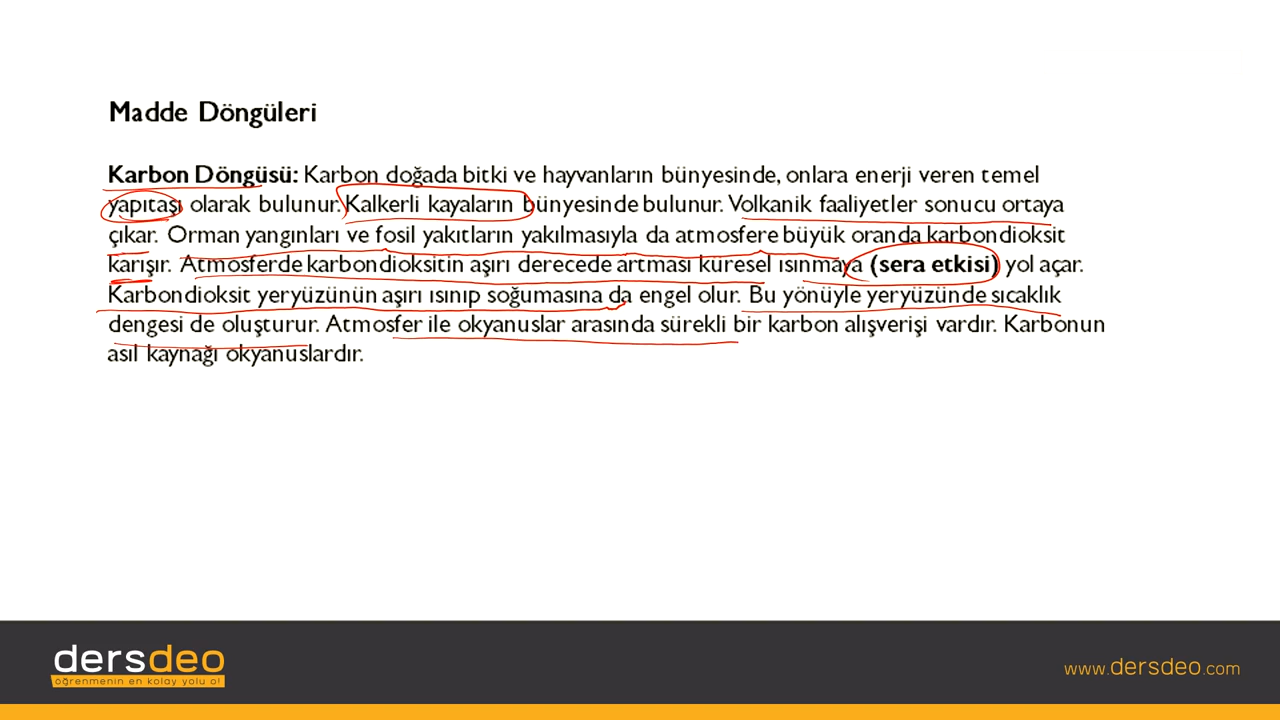 Madde Döngüleri
Karbon Döngüsü: Karbon doğada bitki ve hayvanların bünyesinde, onlara enerji veren temel
yapıtaşı olarak bulunur. Kalkerli kayaların bünyesinde bulunur. Volkanik faaliyetler sonucu ortaya
çıkar. Orman yangınları ve fosil yakıtların yakılmasıyla da atmosfere büyük oranda karbondioksit
karışır. Atmosferde karbondioksitin aşırı derecede artması küresel ısınmaya (sera etkisi) yol açar.
Karbondioksit yeryüzünün aşırı ısınıp soğumasına da engel olur. Bu yönüyle yeryüzünde sıcaklık
dengesi de oluşturur. Atmosfer ile okyanuslar arasında sürekli bir karbon alışverişi vardır. Karbonun
asıl kaynağı okyanuslardır.
dersdeo
öğrenmenin en kolay yolu o!
www.dersdeo.com